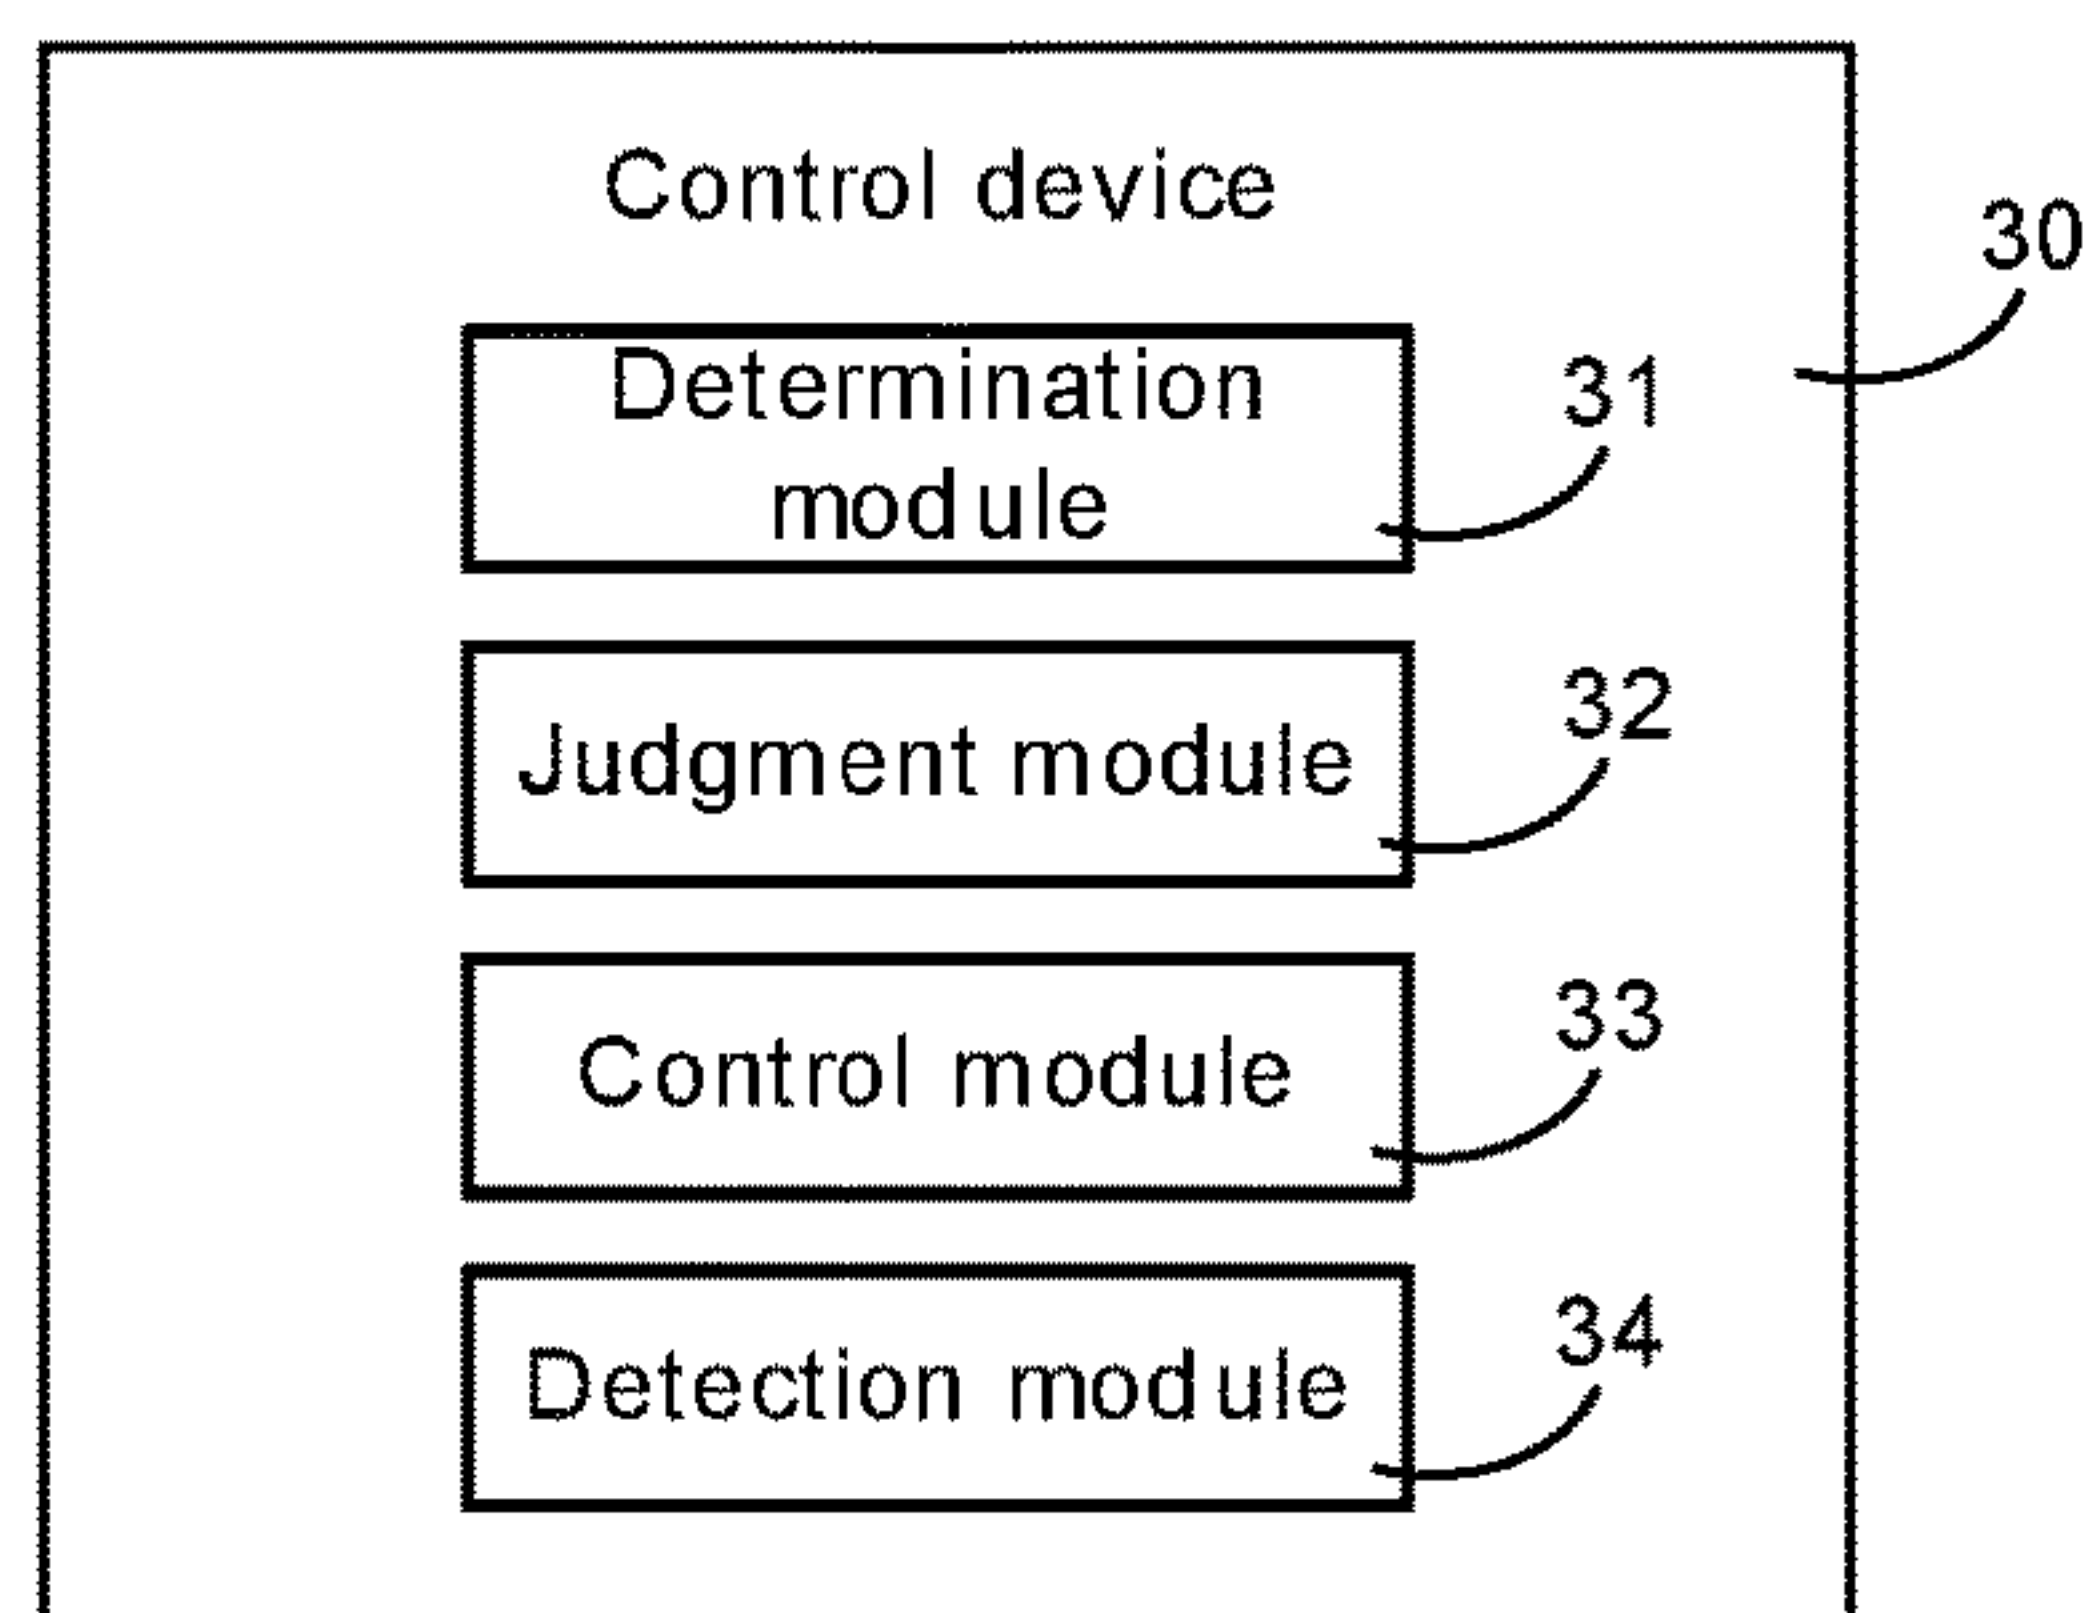 Control device
30
Determination
module
31
Judgment module
32
Control module
33
Detection module
34